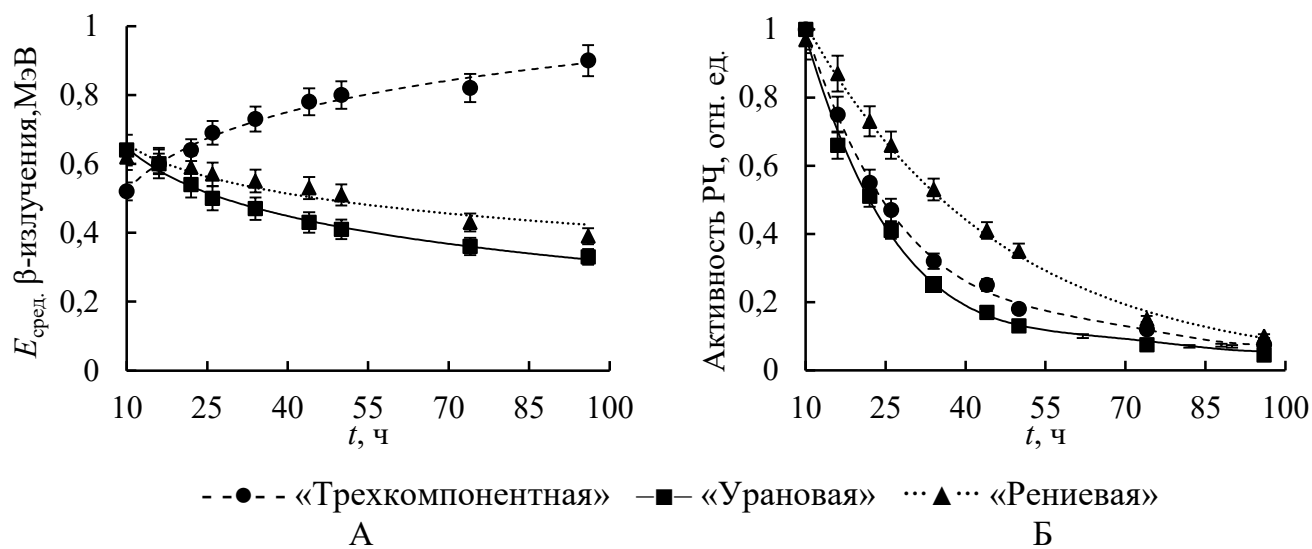 E сред. β-излучения,МэВ
1
0,8
0,6
0,4
0,2
0
10 25 40 55 70 85 100
t, ч
Активность РЧ, отн. ед.
1
0,8
0,6
0,4
0,2
0
10 25 40 55 70 85 100
t, ч
«Трехкомпонентная» «Урановая» «Рениевая»
А Б